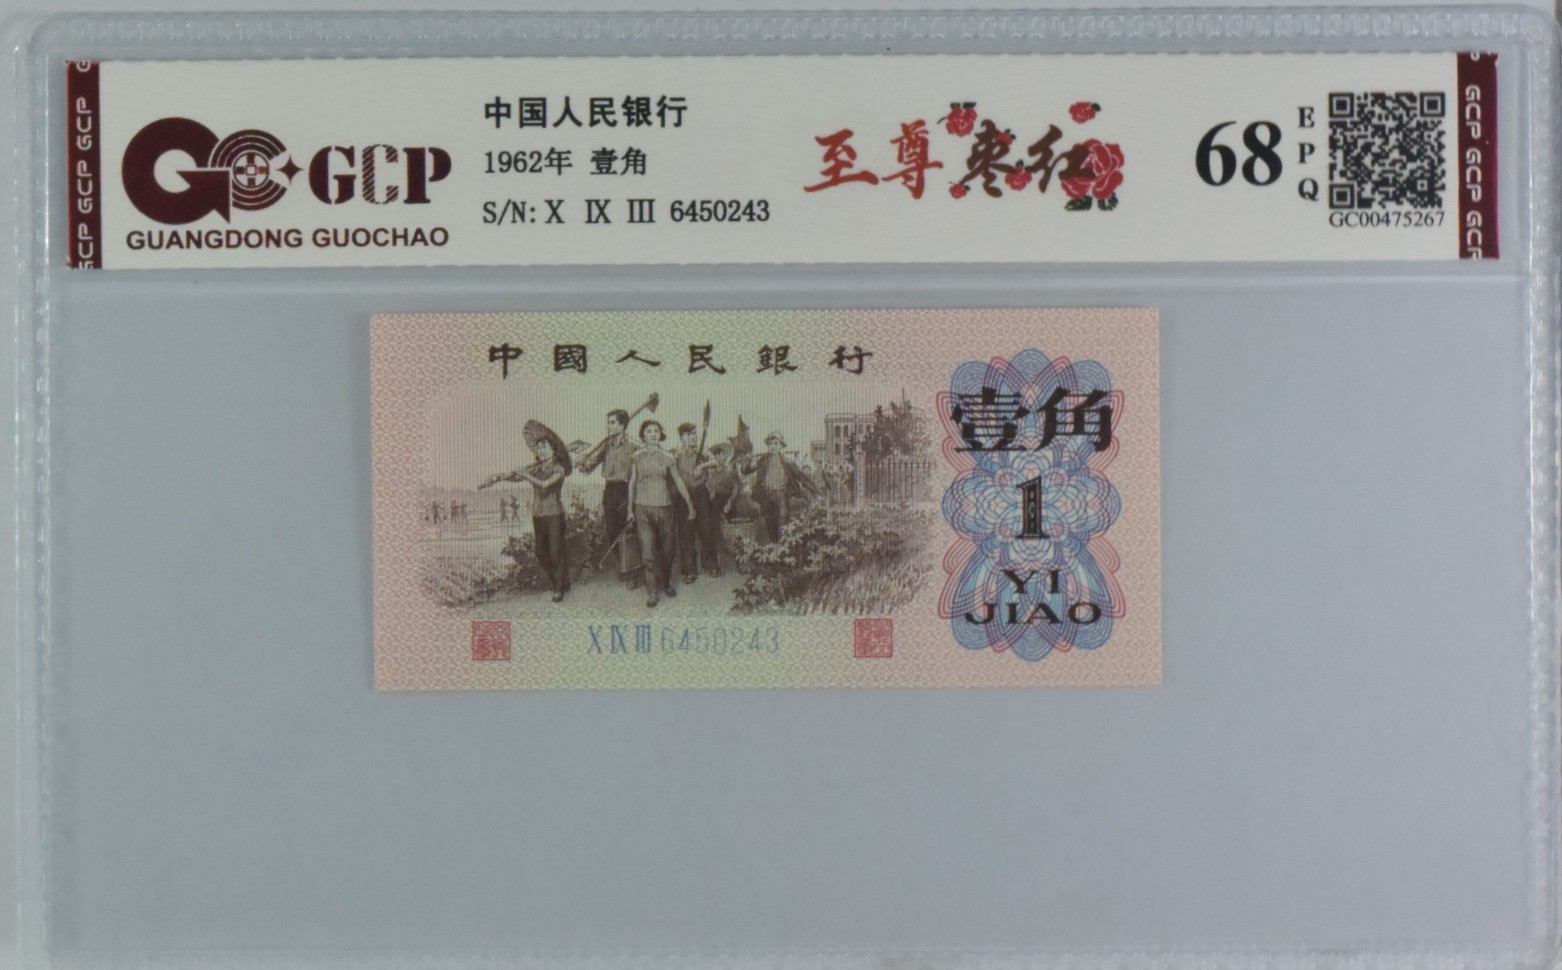 GCP
GUANGDONG GUOCHAO
中国人民银行
1962年 壹角
S/N: X IX III 6450243
至尊枣红
68
EPQ
GC00475267
GCP GCP GCP
GCP GCP GCP
中國人民銀行
壹角
1
YI
JIAO
X IX III 6450243